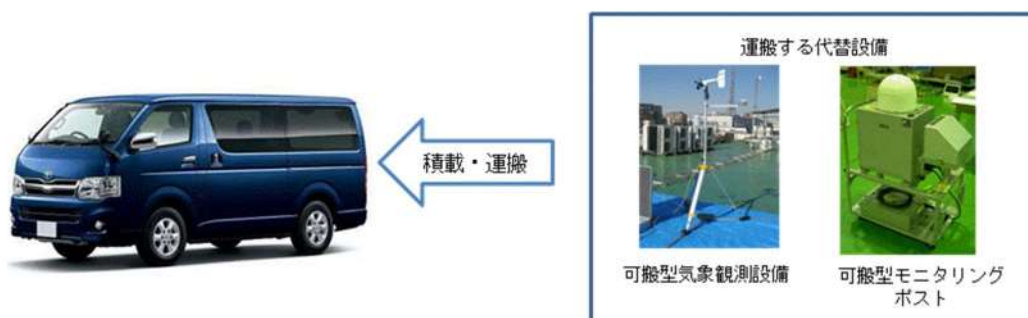 運搬する代替設備
積載・運搬
可搬型気象観測設備
可搬型モニタリング
ポスト